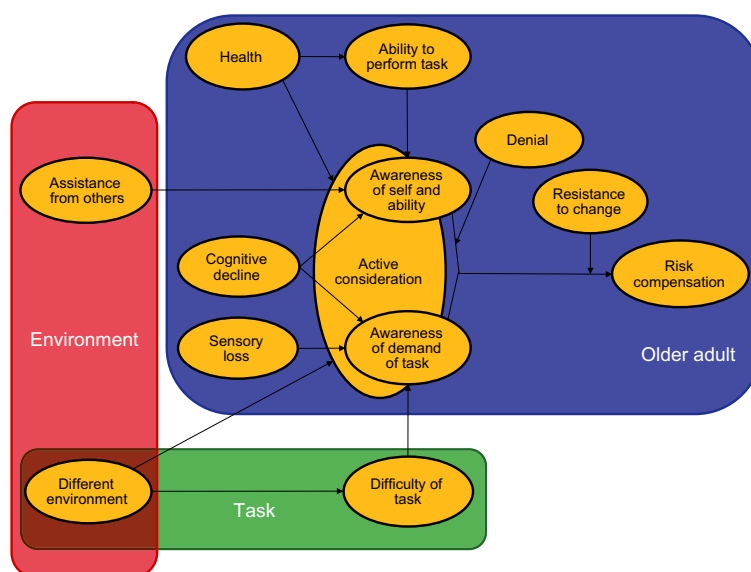 Health
Ability to
perform task
Denial
Assistance
from others
Awareness
of self and
ability
Resistance
to change
Cognitive
decline
Active
consideration
Risk
compensation
Environment
Sensory
loss
Awareness
of demand
of task
Older adult
Different
environment
Task
Difficulty of
task